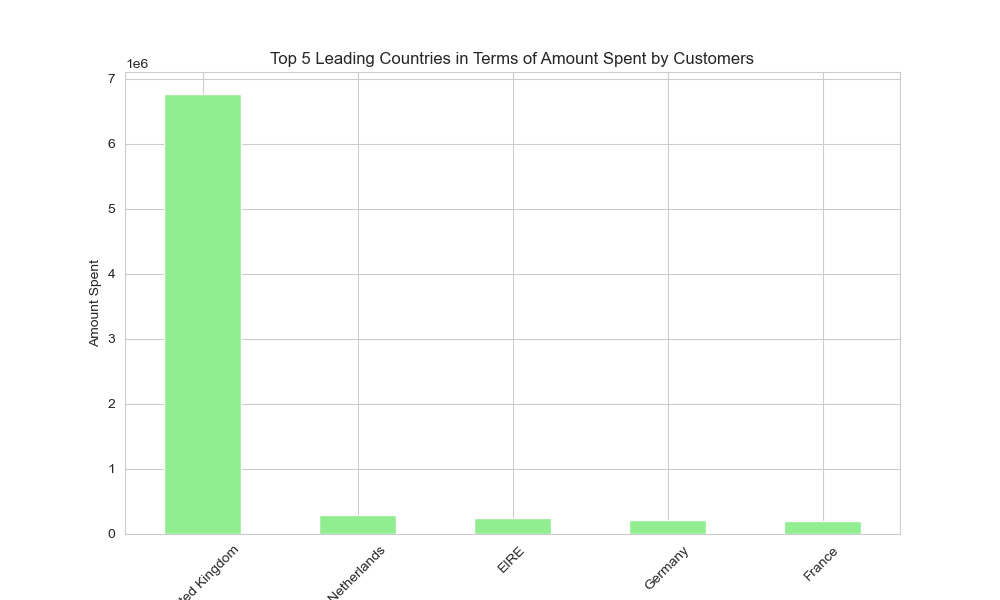 Top 5 Leading Countries in Terms of Amount Spent by Customers
1e6
7
6
5
4
3
2
1
0
Amount Spent
ted Kingdom
Netherlands
EIRE
Germany
France